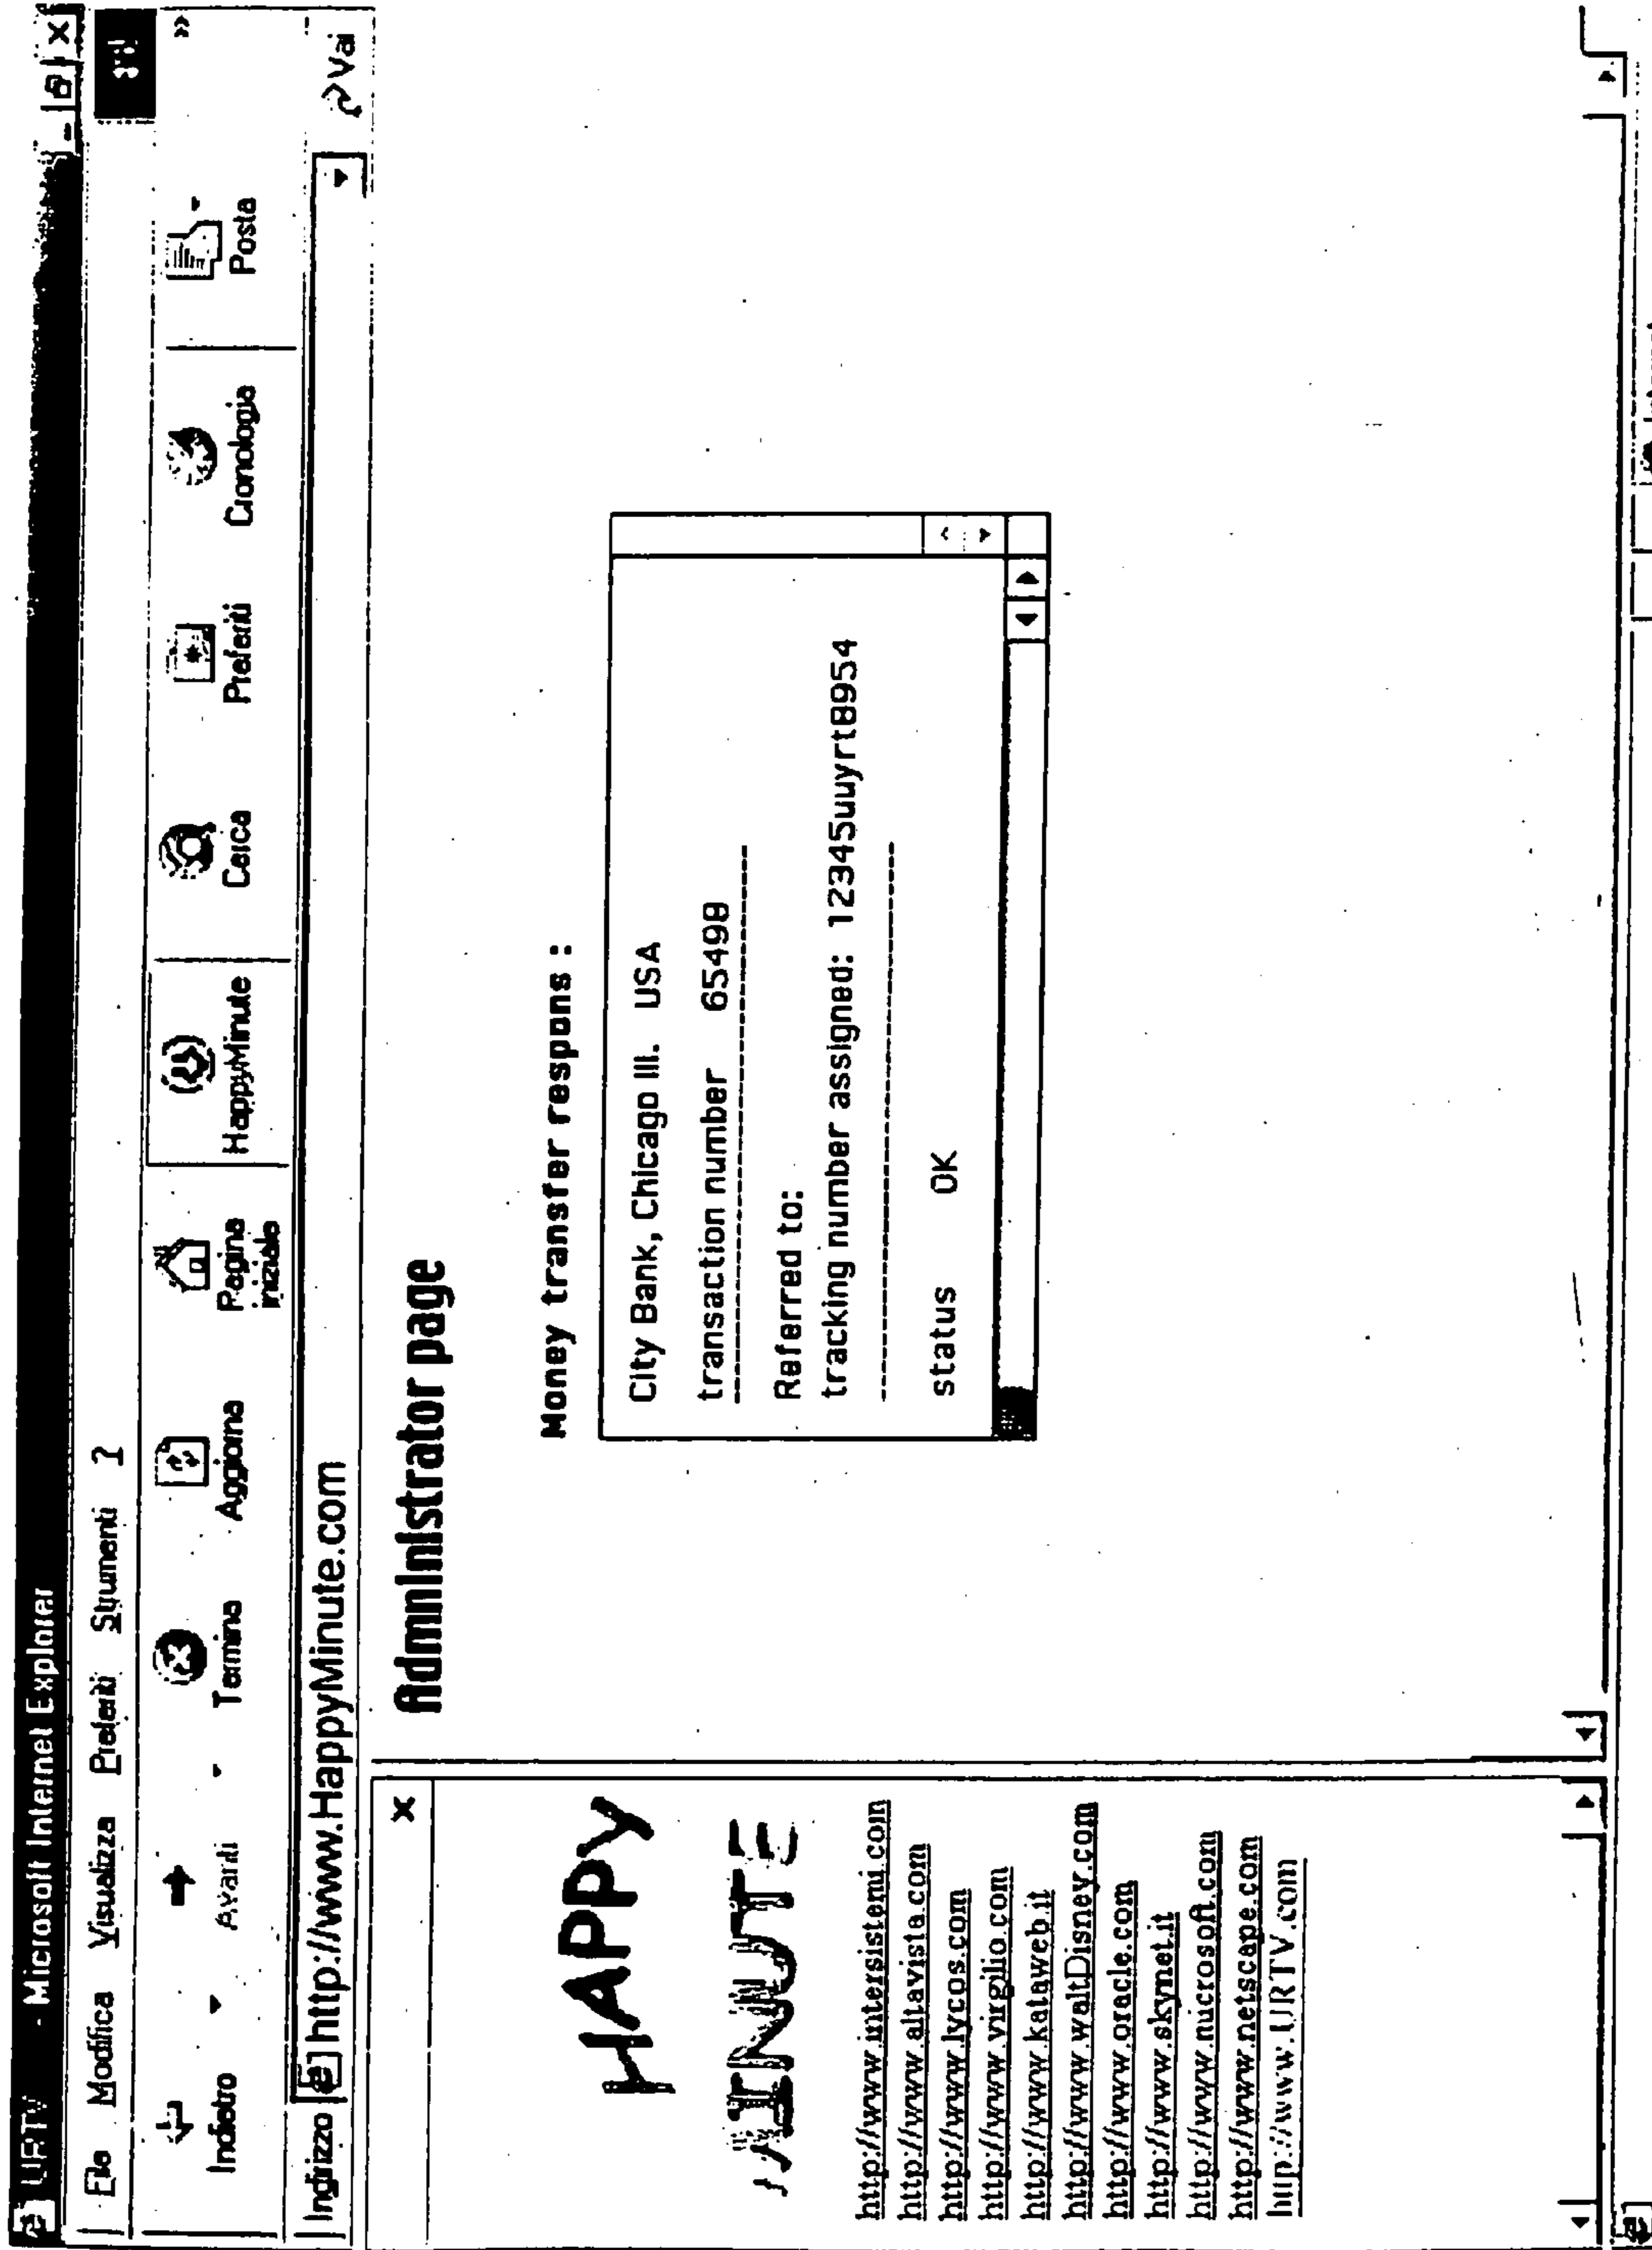 URTV - Microsoft Internet Explorer
File Modifica Visualizza Preferiti Strumenti ?
Indietro Avanti Termina Aggiorna Pagina iniziale HappyMinute Cerca Preferiti Cronologia Posta
Indirizzo http://www.HappyMinute.com Vai
HAPPY
MINUTE
http://www.intersistemi.com
http://www.altavista.com
http://www.lycos.com
http://www.virgilio.com
http://www.kataweb.it
http://www.waltDisney.com
http://www.oracle.com
http://www.skynet.it
http://www.microsoft.com
http://www.netscape.com
http://www.URTV.com
Administrator page
Money transfer respons :
City Bank, Chicago Ill. USA
transaction number 65498
Referred to:
tracking number assigned: 12345uuyrt8954
status OK